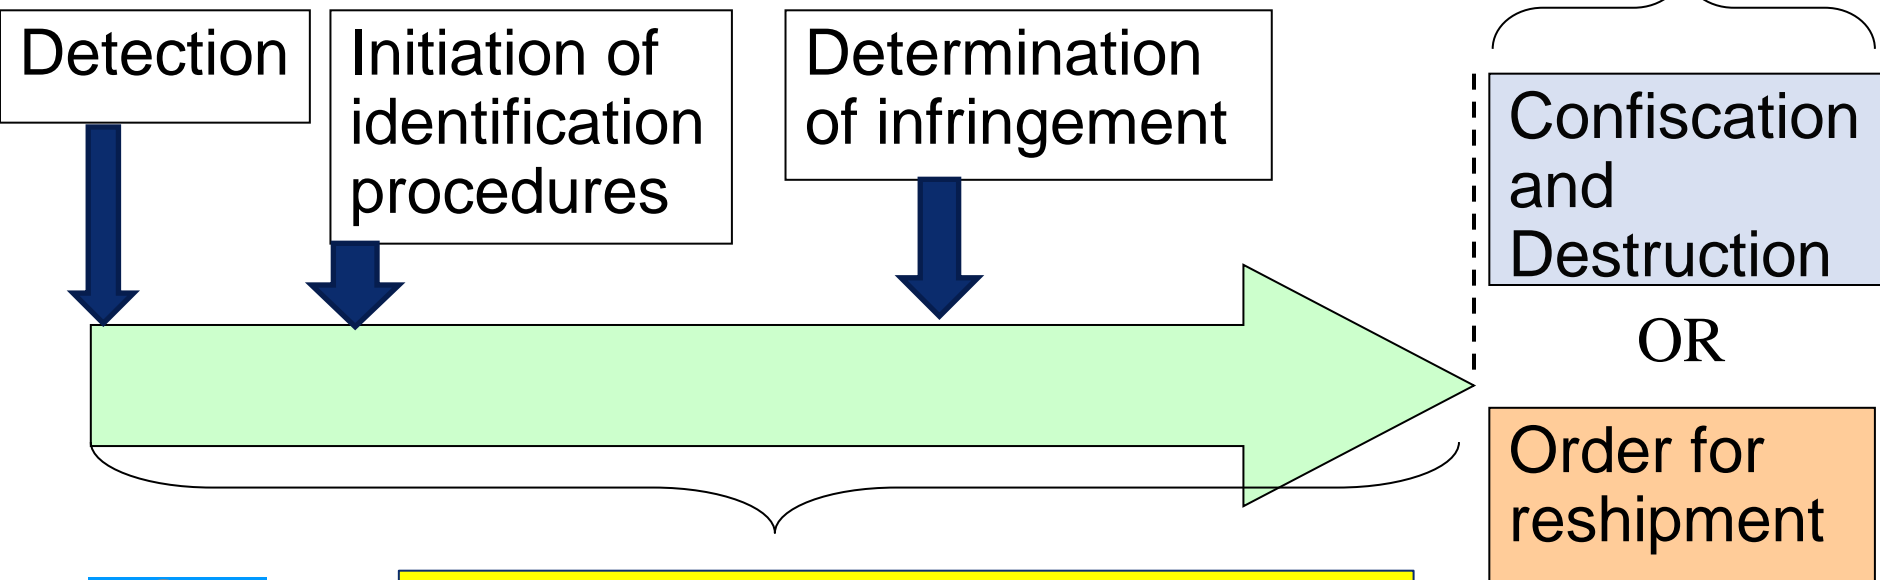 Detection
Initiation of
identification
procedures
Determination
of infringement
Confiscation
and
Destruction
OR
Order for
reshipment